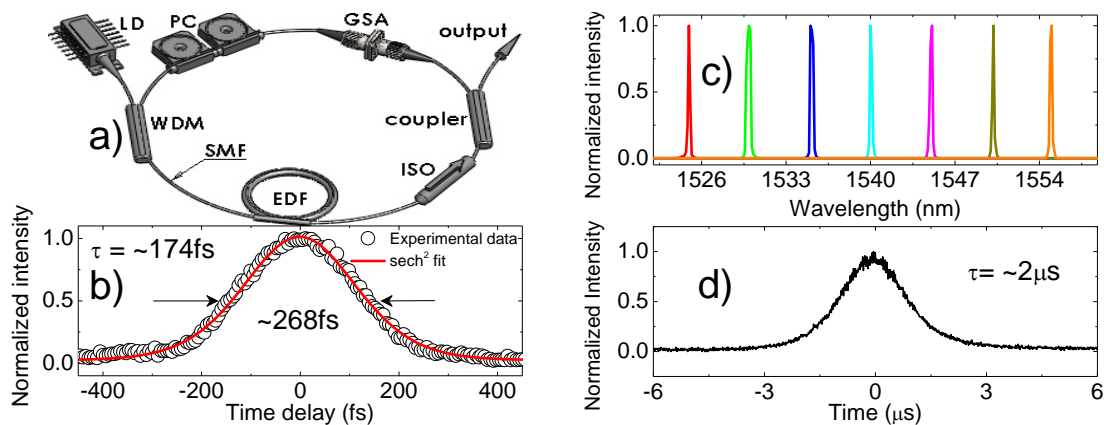 LD
PC
GSA
output
a)
WDM
coupler
SMF
EDF
ISO
Normalized intensity
1.0
0.5
0.0
τ = ~174fs
Experimental data
sech² fit
b)
~268fs
-400
-200
0
200
400
Time delay (fs)
Normalized intensity
1.0
0.5
0.0
c)
1526
1533
1540
1547
1554
Wavelength (nm)
Normalized Intensity
1.0
0.5
0.0
d)
τ= ~2μs
-6
-3
0
3
6
Time (μs)